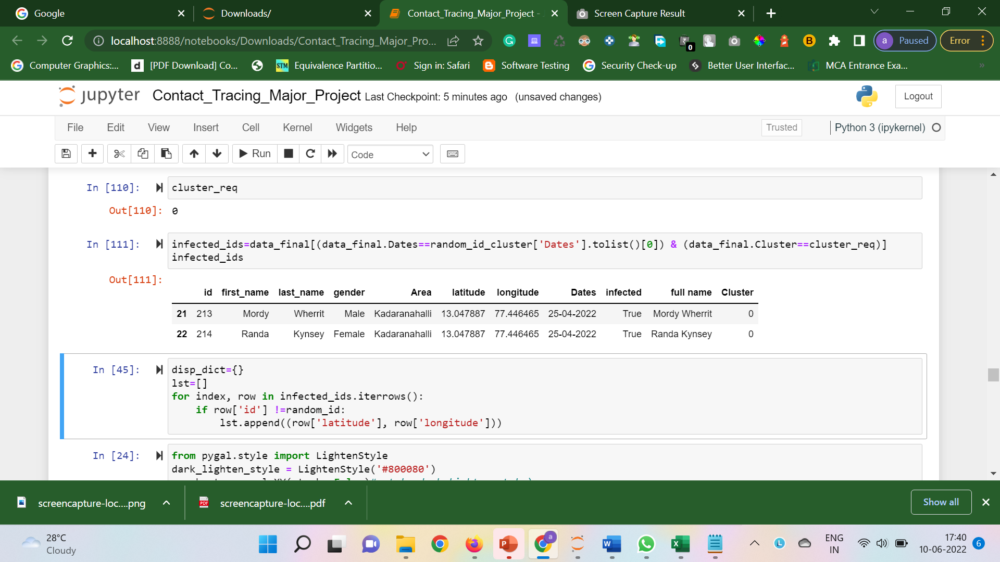 Google
Downloads/
Contact_Tracing_Major_Project -
Screen Capture Result
localhost:8888/notebooks/Downloads/Contact_Tracing_Major_Pro...
0
a Paused
Error
Computer Graphics:...
[PDF Download] Co...
STM Equivalence Partitio...
Sign in: Safari
Software Testing
Security Check-up
Better User Interfac...
MCA Entrance Exa...
»
jupyter Contact_Tracing_Major_Project Last Checkpoint: 5 minutes ago (unsaved changes)
Logout
File Edit View Insert Cell Kernel Widgets Help
Trusted
Python 3 (ipykernel)
Run
Code
In [110]: cluster_req
Out[110]: 0
In [111]: infected_ids=data_final[(data_final.Dates==random_id_cluster['Dates'].tolist()[0]) & (data_final.Cluster==cluster_req)]
infected_ids
Out[111]:
id first_name last_name gender Area latitude longitude Dates infected full name Cluster
21 213 Mordy Wherrit Male Kadaranahalli 13.047887 77.446465 25-04-2022 True Mordy Wherrit 0
22 214 Randa Kynsey Female Kadaranahalli 13.047887 77.446465 25-04-2022 True Randa Kynsey 0
In [45]: disp_dict={}
lst=[]
for index, row in infected_ids.iterrows():
if row['id'] !=random_id:
lst.append((row['latitude'], row['longitude']))
In [24]: from pygal.style import LightenStyle
dark_lighten_style = LightenStyle('#800080')
screencapture-loc....png
PDF screencapture-loc....pdf
Show all
28°C
Cloudy
ENG
IN
17:40
10-06-2022
6